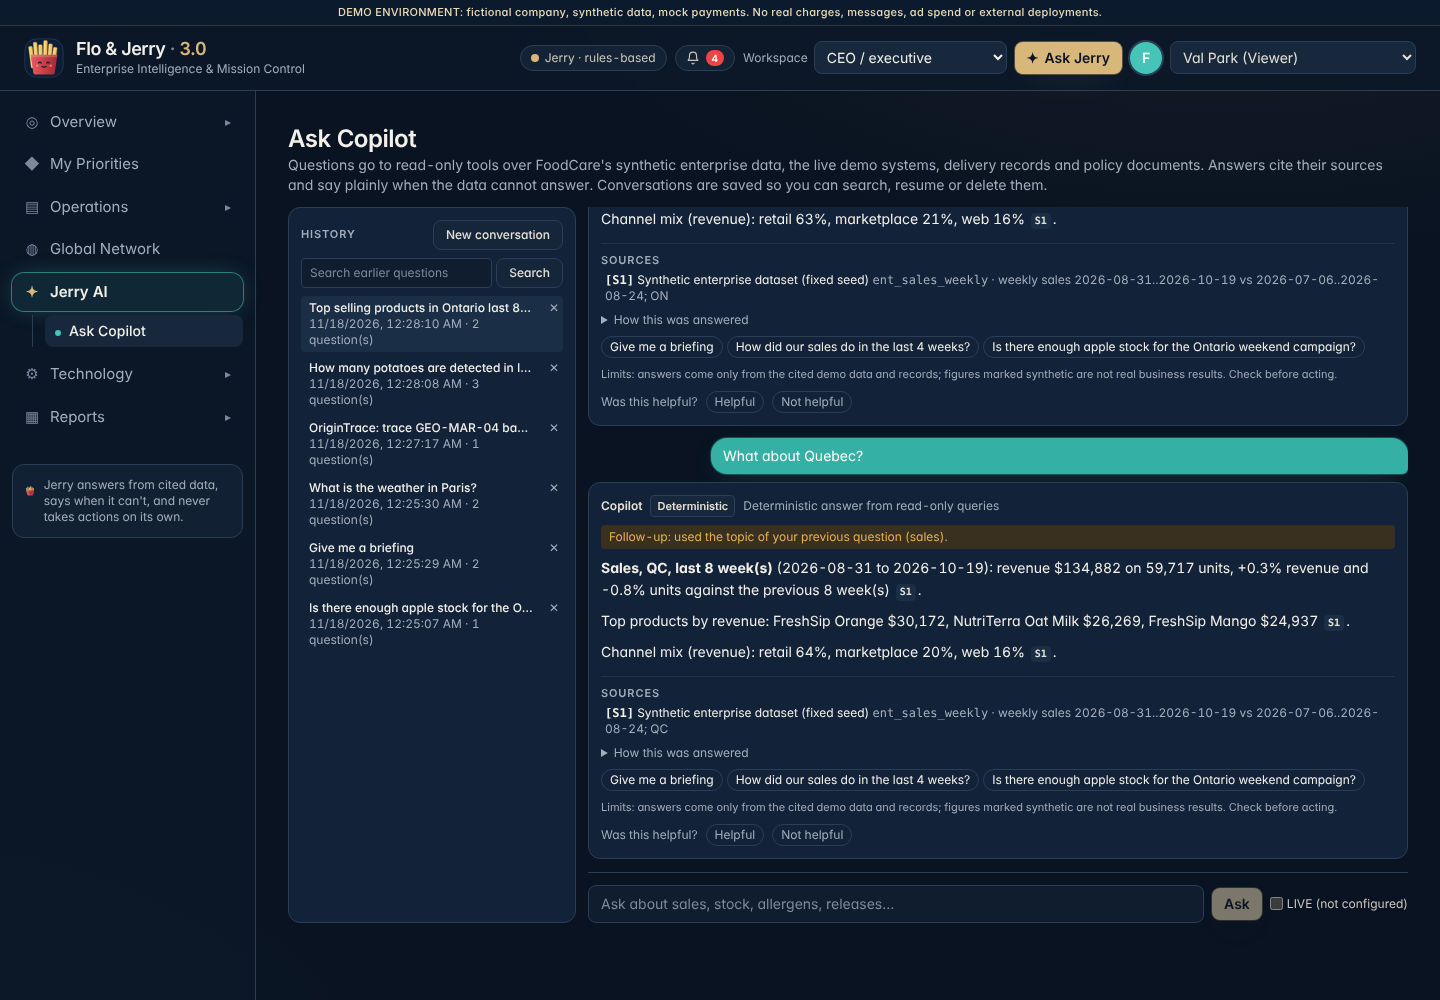 DEMO ENVIRONMENT: fictional company, synthetic data, mock payments. No real charges, messages, ad spend or external deployments.
Flo & Jerry · 3.0
Enterprise Intelligence & Mission Control
Jerry · rules-based
4
Workspace
CEO / executive
✦ Ask Jerry
F
Val Park (Viewer)
Overview
My Priorities
Operations
Global Network
Jerry AI
Ask Copilot
Technology
Reports
Jerry answers from cited data,
says when it can't, and never
takes actions on its own.
Ask Copilot
Questions go to read-only tools over FoodCare's synthetic enterprise data, the live demo systems, delivery records and policy documents. Answers cite their sources
and say plainly when the data cannot answer. Conversations are saved so you can search, resume or delete them.
HISTORY
New conversation
Search earlier questions
Search
Top selling products in Ontario last 8... ×
11/18/2026, 12:28:10 AM · 2
question(s)
How many potatoes are detected in l... ×
11/18/2026, 12:28:08 AM · 3
question(s)
OriginTrace: trace GEO-MAR-04 ba... ×
11/18/2026, 12:27:17 AM · 1
question(s)
What is the weather in Paris? ×
11/18/2026, 12:25:30 AM · 2
question(s)
Give me a briefing ×
11/18/2026, 12:25:29 AM · 2
question(s)
Is there enough apple stock for the O... ×
11/18/2026, 12:25:07 AM · 1
question(s)
Channel mix (revenue): retail 63%, marketplace 21%, web 16% S1 .
SOURCES
[S1] Synthetic enterprise dataset (fixed seed) ent_sales_weekly · weekly sales 2026-08-31..2026-10-19 vs 2026-07-06..2026-
08-24; ON
▶ How this was answered
Give me a briefing
How did our sales do in the last 4 weeks?
Is there enough apple stock for the Ontario weekend campaign?
Limits: answers come only from the cited demo data and records; figures marked synthetic are not real business results. Check before acting.
Was this helpful? Helpful Not helpful
What about Quebec?
Copilot Deterministic Deterministic answer from read-only queries
Follow-up: used the topic of your previous question (sales).
Sales, QC, last 8 week(s) (2026-08-31 to 2026-10-19): revenue $134,882 on 59,717 units, +0.3% revenue and
-0.8% units against the previous 8 week(s) S1 .
Top products by revenue: FreshSip Orange $30,172, NutriTerra Oat Milk $26,269, FreshSip Mango $24,937 S1 .
Channel mix (revenue): retail 64%, marketplace 20%, web 16% S1 .
SOURCES
[S1] Synthetic enterprise dataset (fixed seed) ent_sales_weekly · weekly sales 2026-08-31..2026-10-19 vs 2026-07-06..2026-
08-24; QC
▶ How this was answered
Give me a briefing
How did our sales do in the last 4 weeks?
Is there enough apple stock for the Ontario weekend campaign?
Limits: answers come only from the cited demo data and records; figures marked synthetic are not real business results. Check before acting.
Was this helpful? Helpful Not helpful
Ask about sales, stock, allergens, releases...
Ask
LIVE (not configured)